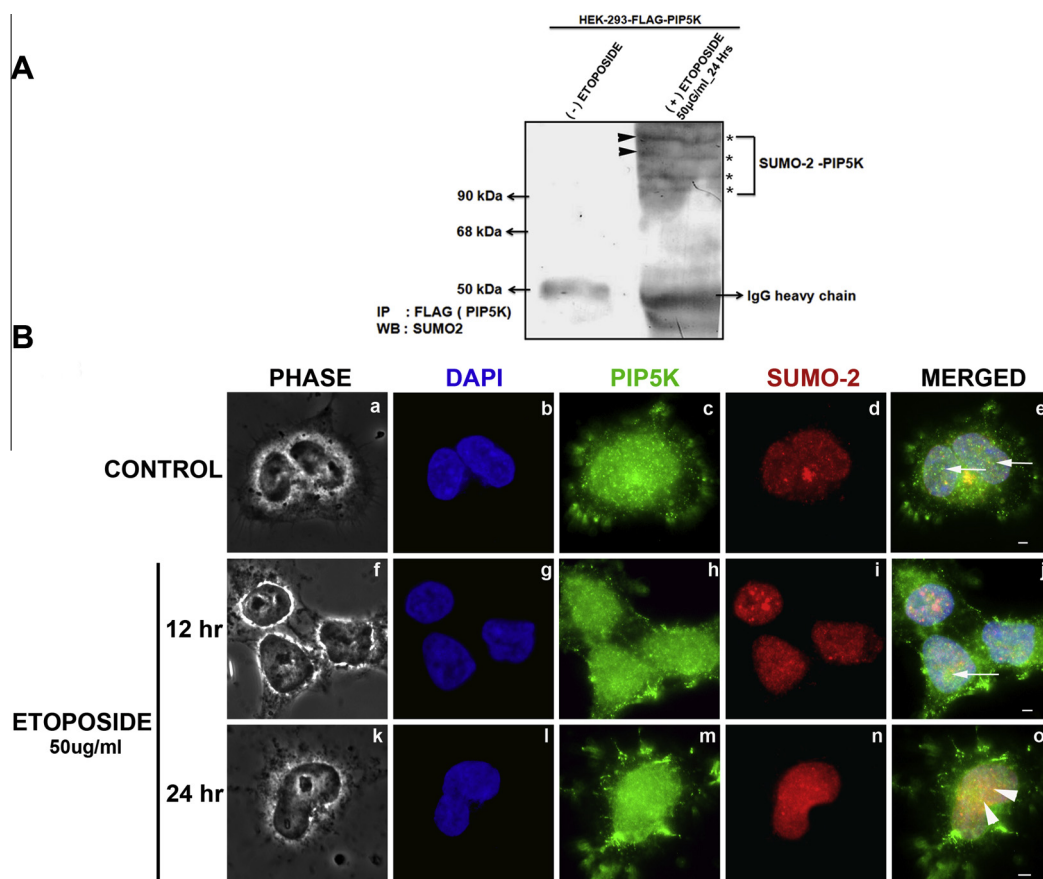 A
HEK-293-FLAG-PIP5K
(-) ETOPOSIDE
(+) ETOPOSIDE
50µG/ml_24 Hrs
*
*
*
*
SUMO-2 -PIP5K
90 kDa
68 kDa
50 kDa
IgG heavy chain
IP : FLAG ( PIP5K)
WB : SUMO2
B
PHASE DAPI PIP5K SUMO-2 MERGED
CONTROL
a b c d e
12 hr
f g h i j
ETOPOSIDE
50ug/ml
24 hr
k l m n o